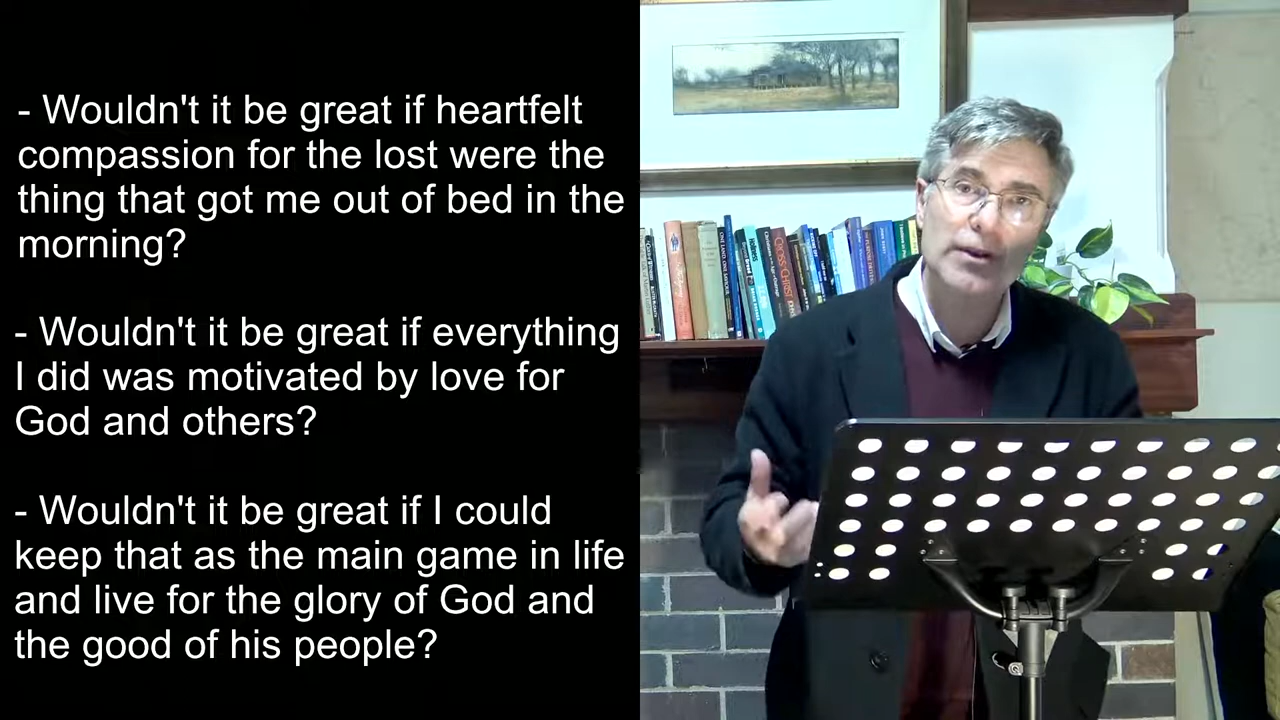 - Wouldn't it be great if heartfelt
compassion for the lost were the
thing that got me out of bed in the
morning?
- Wouldn't it be great if everything
I did was motivated by love for
God and others?
- Wouldn't it be great if I could
keep that as the main game in life
and live for the glory of God and
the good of his people?
CROSS CHRIST